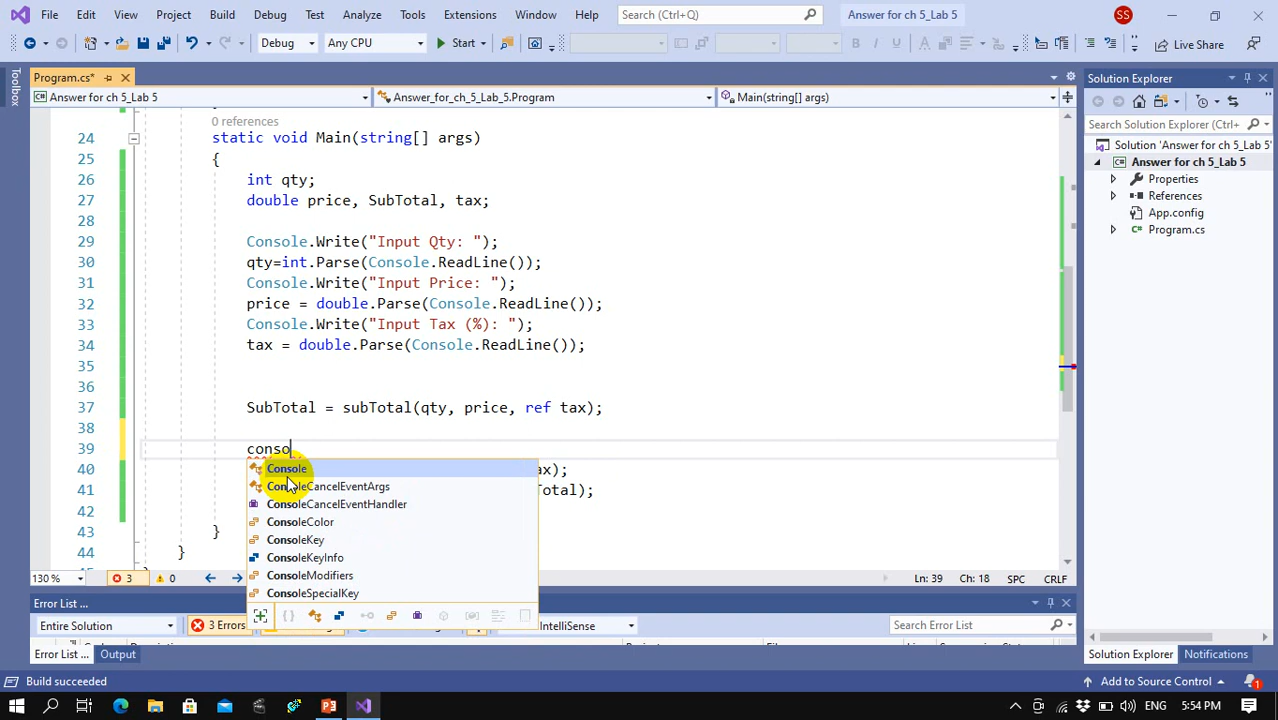 File Edit View Project Build Debug Test Analyze Tools Extensions Window Help Search (Ctrl+Q) Answer for ch 5_Lab 5 SS
Debug Any CPU Start Live Share
Toolbox
Program.cs*
Answer for ch 5_Lab 5 Answer_for_ch_5_Lab_5.Program Main(string[] args)
0 references
24 static void Main(string[] args)
25 {
26 int qty;
27 double price, SubTotal, tax;
28
29 Console.Write("Input Qty: ");
30 qty=int.Parse(Console.ReadLine());
31 Console.Write("Input Price: ");
32 price = double.Parse(Console.ReadLine());
33 Console.Write("Input Tax (%): ");
34 tax = double.Parse(Console.ReadLine());
35
36
37 SubTotal = subTotal(qty, price, ref tax);
38
39 conso
40 ax);
41 Total);
42
43 }
44 }
Console
ConsoleCancelEventArgs
ConsoleCancelEventHandler
ConsoleColor
ConsoleKey
ConsoleKeyInfo
ConsoleModifiers
ConsoleSpecialKey
130 % 3 0 Ln: 39 Ch: 18 SPC CRLF
Error List ...
Entire Solution 3 Errors IntelliSense Search Error List
Error List ... Output
Solution Explorer
Search Solution Explorer (Ctrl+
Solution 'Answer for ch 5_Lab 5'
Answer for ch 5_Lab 5
Properties
References
App.config
Program.cs
Solution Explorer Notifications
Build succeeded Add to Source Control 1
ENG 5:54 PM